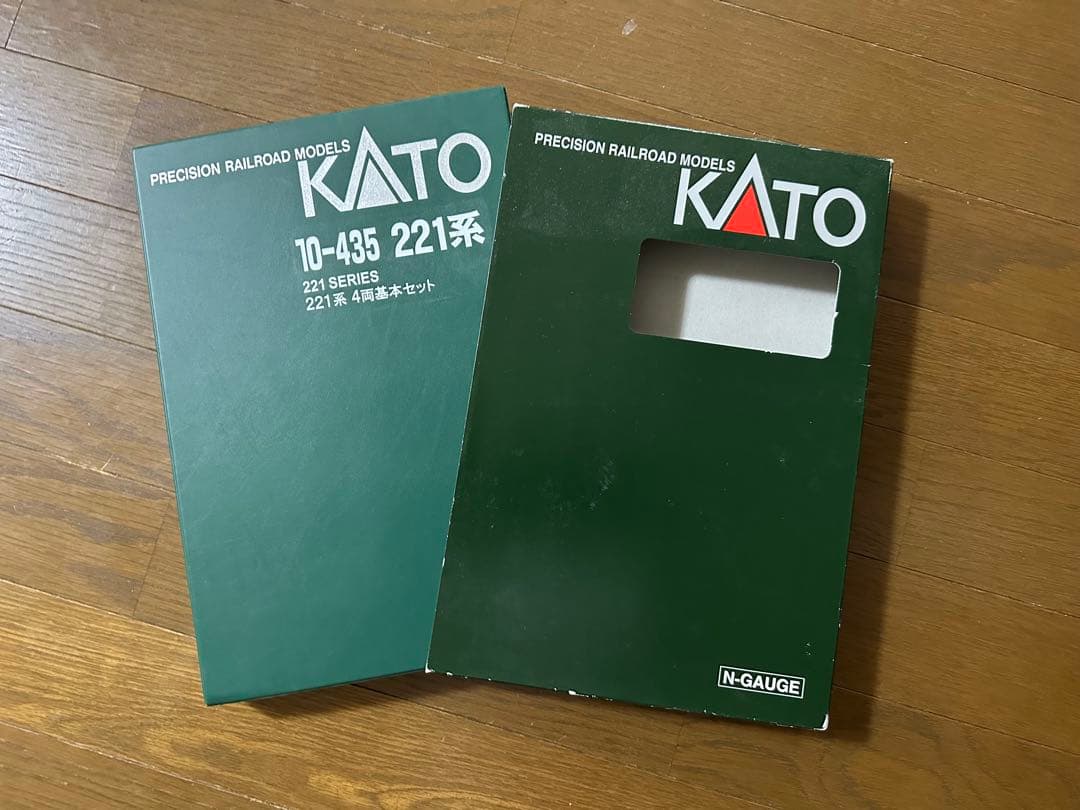 PRECISION RAILROAD MODELS
KATO
10-435 221系
221 SERIES
221系 4両基本セット
PRECISION RAILROAD MODELS
KATO
N-GAUGE